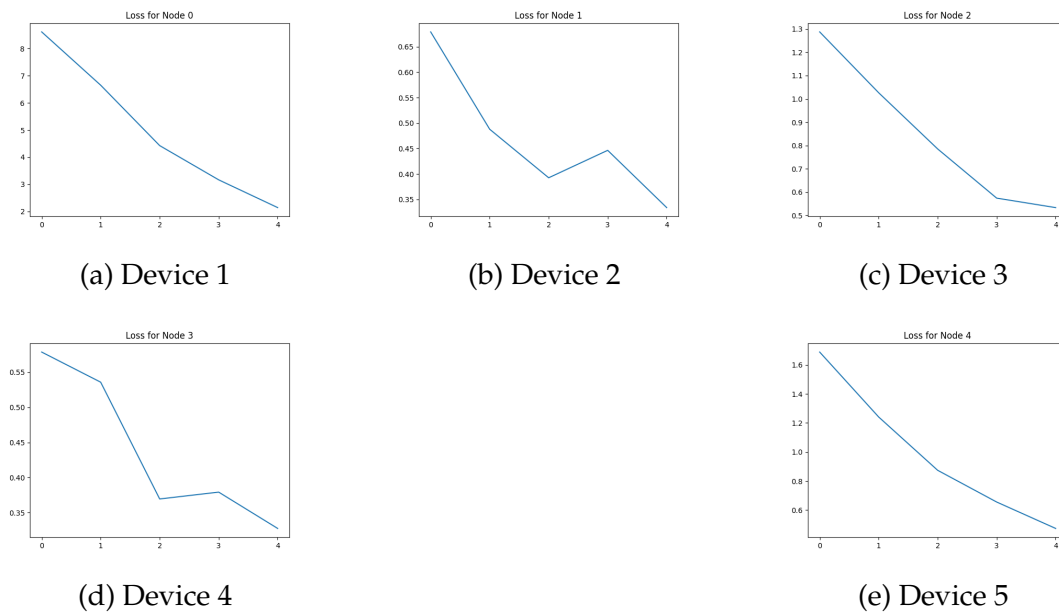 Loss for Node 0
8
7
6
5
4
3
2
0 1 2 3 4
(a) Device 1
Loss for Node 1
0.65
0.60
0.55
0.50
0.45
0.40
0.35
0 1 2 3 4
(b) Device 2
Loss for Node 2
1.3
1.2
1.1
1.0
0.9
0.8
0.7
0.6
0.5
0 1 2 3 4
(c) Device 3
Loss for Node 3
0.55
0.50
0.45
0.40
0.35
0 1 2 3 4
(d) Device 4
Loss for Node 4
1.6
1.4
1.2
1.0
0.8
0.6
0 1 2 3 4
(e) Device 5